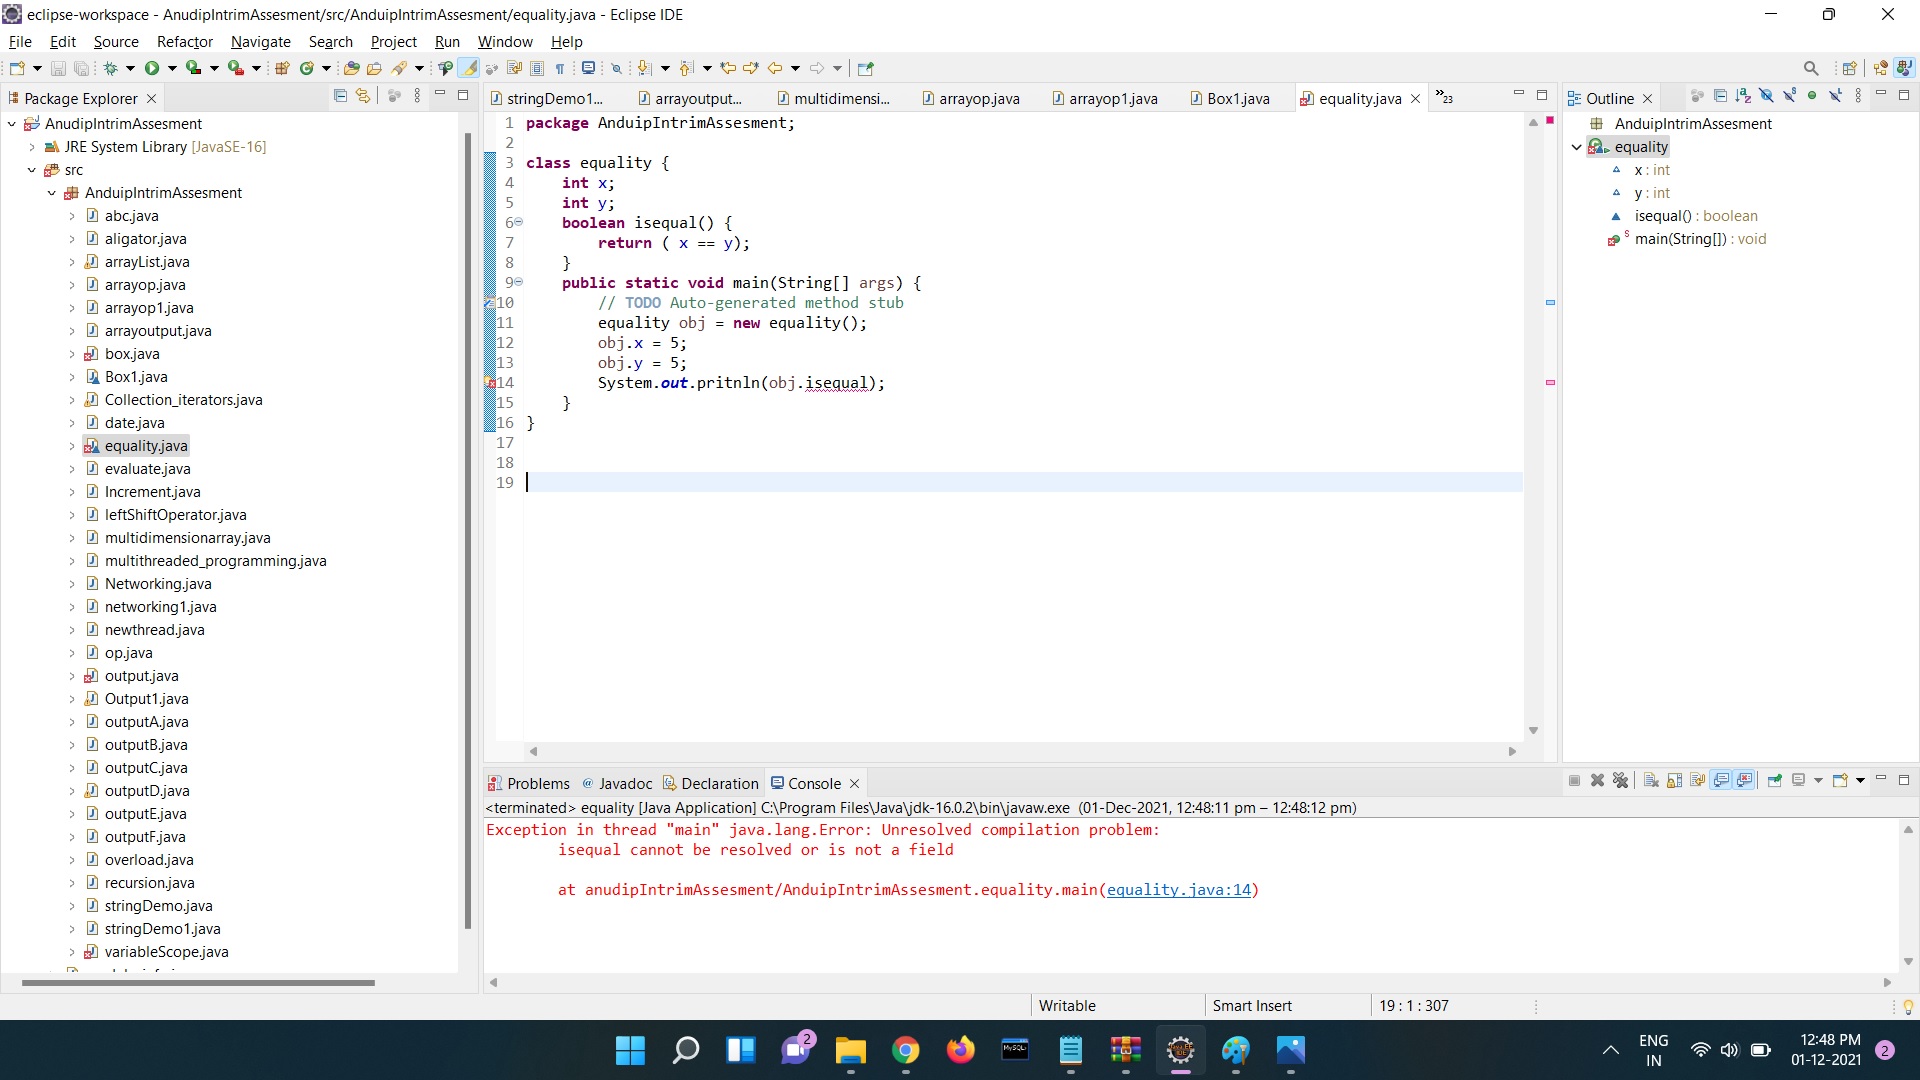 eclipse-workspace - AnudipIntrimAssesment/src/AnduipIntrimAssesment/equality.java - Eclipse IDE
File Edit Source Refactor Navigate Search Project Run Window Help
Package Explorer
AnudipIntrimAssesment
JRE System Library [JavaSE-16]
src
AnduipIntrimAssesment
abc.java
aligator.java
arrayList.java
arrayop.java
arrayop1.java
arrayoutput.java
box.java
Box1.java
Collection_iterators.java
date.java
equality.java
evaluate.java
Increment.java
leftShiftOperator.java
multidimensionarray.java
multithreaded_programming.java
Networking.java
networking1.java
newthread.java
op.java
output.java
Output1.java
outputA.java
outputB.java
outputC.java
outputD.java
outputE.java
outputF.java
overload.java
recursion.java
stringDemo.java
stringDemo1.java
variableScope.java
stringDemo1... arrayoutput... multidimensi... arrayop.java arrayop1.java Box1.java equality.java »23
1 package AnduipIntrimAssesment;
2
3 class equality {
4 int x;
5 int y;
6 boolean isequal() {
7 return ( x == y);
8 }
9 public static void main(String[] args) {
10 // TODO Auto-generated method stub
11 equality obj = new equality();
12 obj.x = 5;
13 obj.y = 5;
14 System.out.pritnln(obj.isequal);
15 }
16 }
17
18
19
Outline
AnduipIntrimAssesment
equality
x : int
y : int
isequal() : boolean
main(String[]) : void
Problems Javadoc Declaration Console
<terminated> equality [Java Application] C:\Program Files\Java\jdk-16.0.2\bin\javaw.exe (01-Dec-2021, 12:48:11 pm – 12:48:12 pm)
Exception in thread "main" java.lang.Error: Unresolved compilation problem:
isequal cannot be resolved or is not a field
at anudipIntrimAssesment/AnduipIntrimAssesment.equality.main(equality.java:14)
Writable Smart Insert 19 : 1 : 307
2
MySQL
ENG
IN
12:48 PM
01-12-2021
2